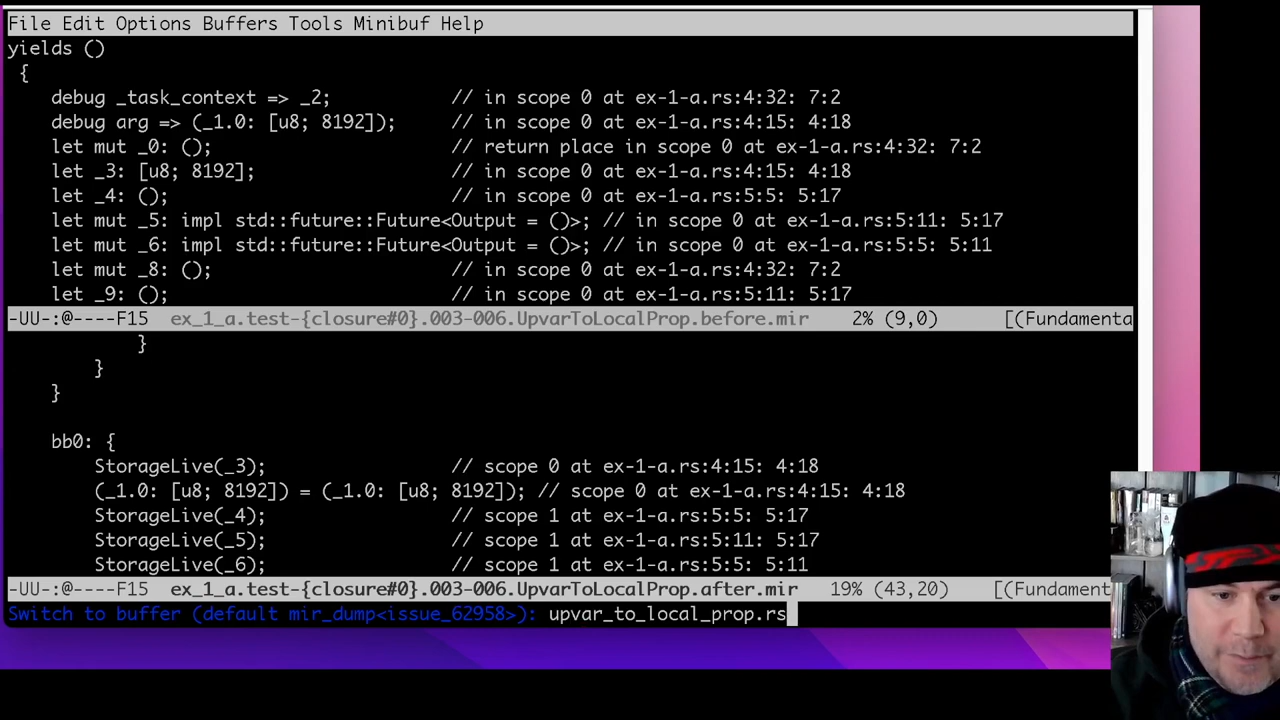 File Edit Options Buffers Tools Minibuf Help
yields ()
{
debug _task_context => _2; // in scope 0 at ex-1-a.rs:4:32: 7:2
debug arg => (_1.0: [u8; 8192]); // in scope 0 at ex-1-a.rs:4:15: 4:18
let mut _0: (); // return place in scope 0 at ex-1-a.rs:4:32: 7:2
let _3: [u8; 8192]; // in scope 0 at ex-1-a.rs:4:15: 4:18
let _4: (); // in scope 0 at ex-1-a.rs:5:5: 5:17
let mut _5: impl std::future::Future<Output = ()>; // in scope 0 at ex-1-a.rs:5:11: 5:17
let mut _6: impl std::future::Future<Output = ()>; // in scope 0 at ex-1-a.rs:5:5: 5:11
let mut _8: (); // in scope 0 at ex-1-a.rs:4:32: 7:2
let _9: (); // in scope 0 at ex-1-a.rs:5:11: 5:17
-UU-:@----F15 ex_1_a.test-{closure#0}.003-006.UpvarToLocalProp.before.mir 2% (9,0) [(Fundamenta
}
}
}
bb0: {
StorageLive(_3); // scope 0 at ex-1-a.rs:4:15: 4:18
(_1.0: [u8; 8192]) = (_1.0: [u8; 8192]); // scope 0 at ex-1-a.rs:4:15: 4:18
StorageLive(_4); // scope 1 at ex-1-a.rs:5:5: 5:17
StorageLive(_5); // scope 1 at ex-1-a.rs:5:11: 5:17
StorageLive(_6); // scope 1 at ex-1-a.rs:5:5: 5:11
-UU-:@----F15 ex_1_a.test-{closure#0}.003-006.UpvarToLocalProp.after.mir 19% (43,20) [(Fundament
Switch to buffer (default mir_dump<issue_62958>): upvar_to_local_prop.rs